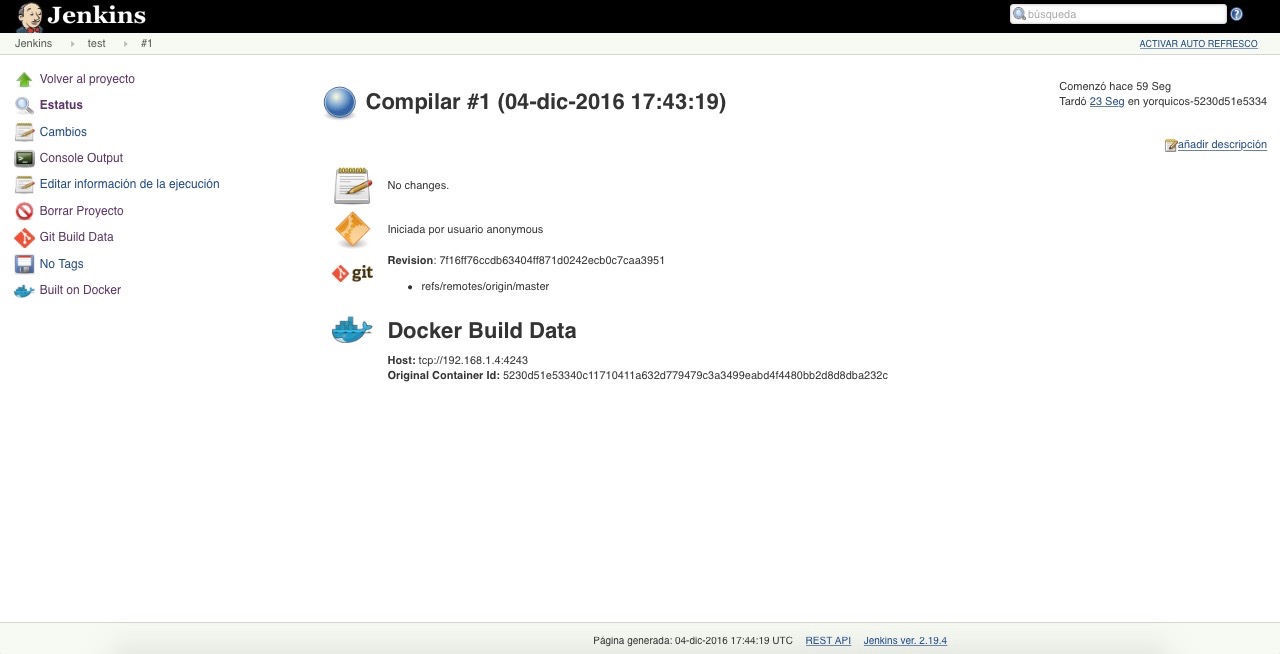 Jenkins
búsqueda
Jenkins test #1
ACTIVAR AUTO REFRESCO
Volver al proyecto
Estatus
Cambios
Console Output
Editar información de la ejecución
Borrar Proyecto
Git Build Data
No Tags
Built on Docker
Compilar #1 (04-dic-2016 17:43:19)
Comenzó hace 59 Seg
Tardó 23 Seg en yorquicos-5230d51e5334
añadir descripción
No changes.
Iniciada por usuario anonymous
git
Revision: 7f16ff76ccdb63404ff871d0242ecb0c7caa3951
refs/remotes/origin/master
Docker Build Data
Host: tcp://192.168.1.4:4243
Original Container Id: 5230d51e53340c11710411a632d779479c3a3499eabd4f4480bb2d8d8dba232c
Página generada: 04-dic-2016 17:44:19 UTC REST API Jenkins ver. 2.19.4